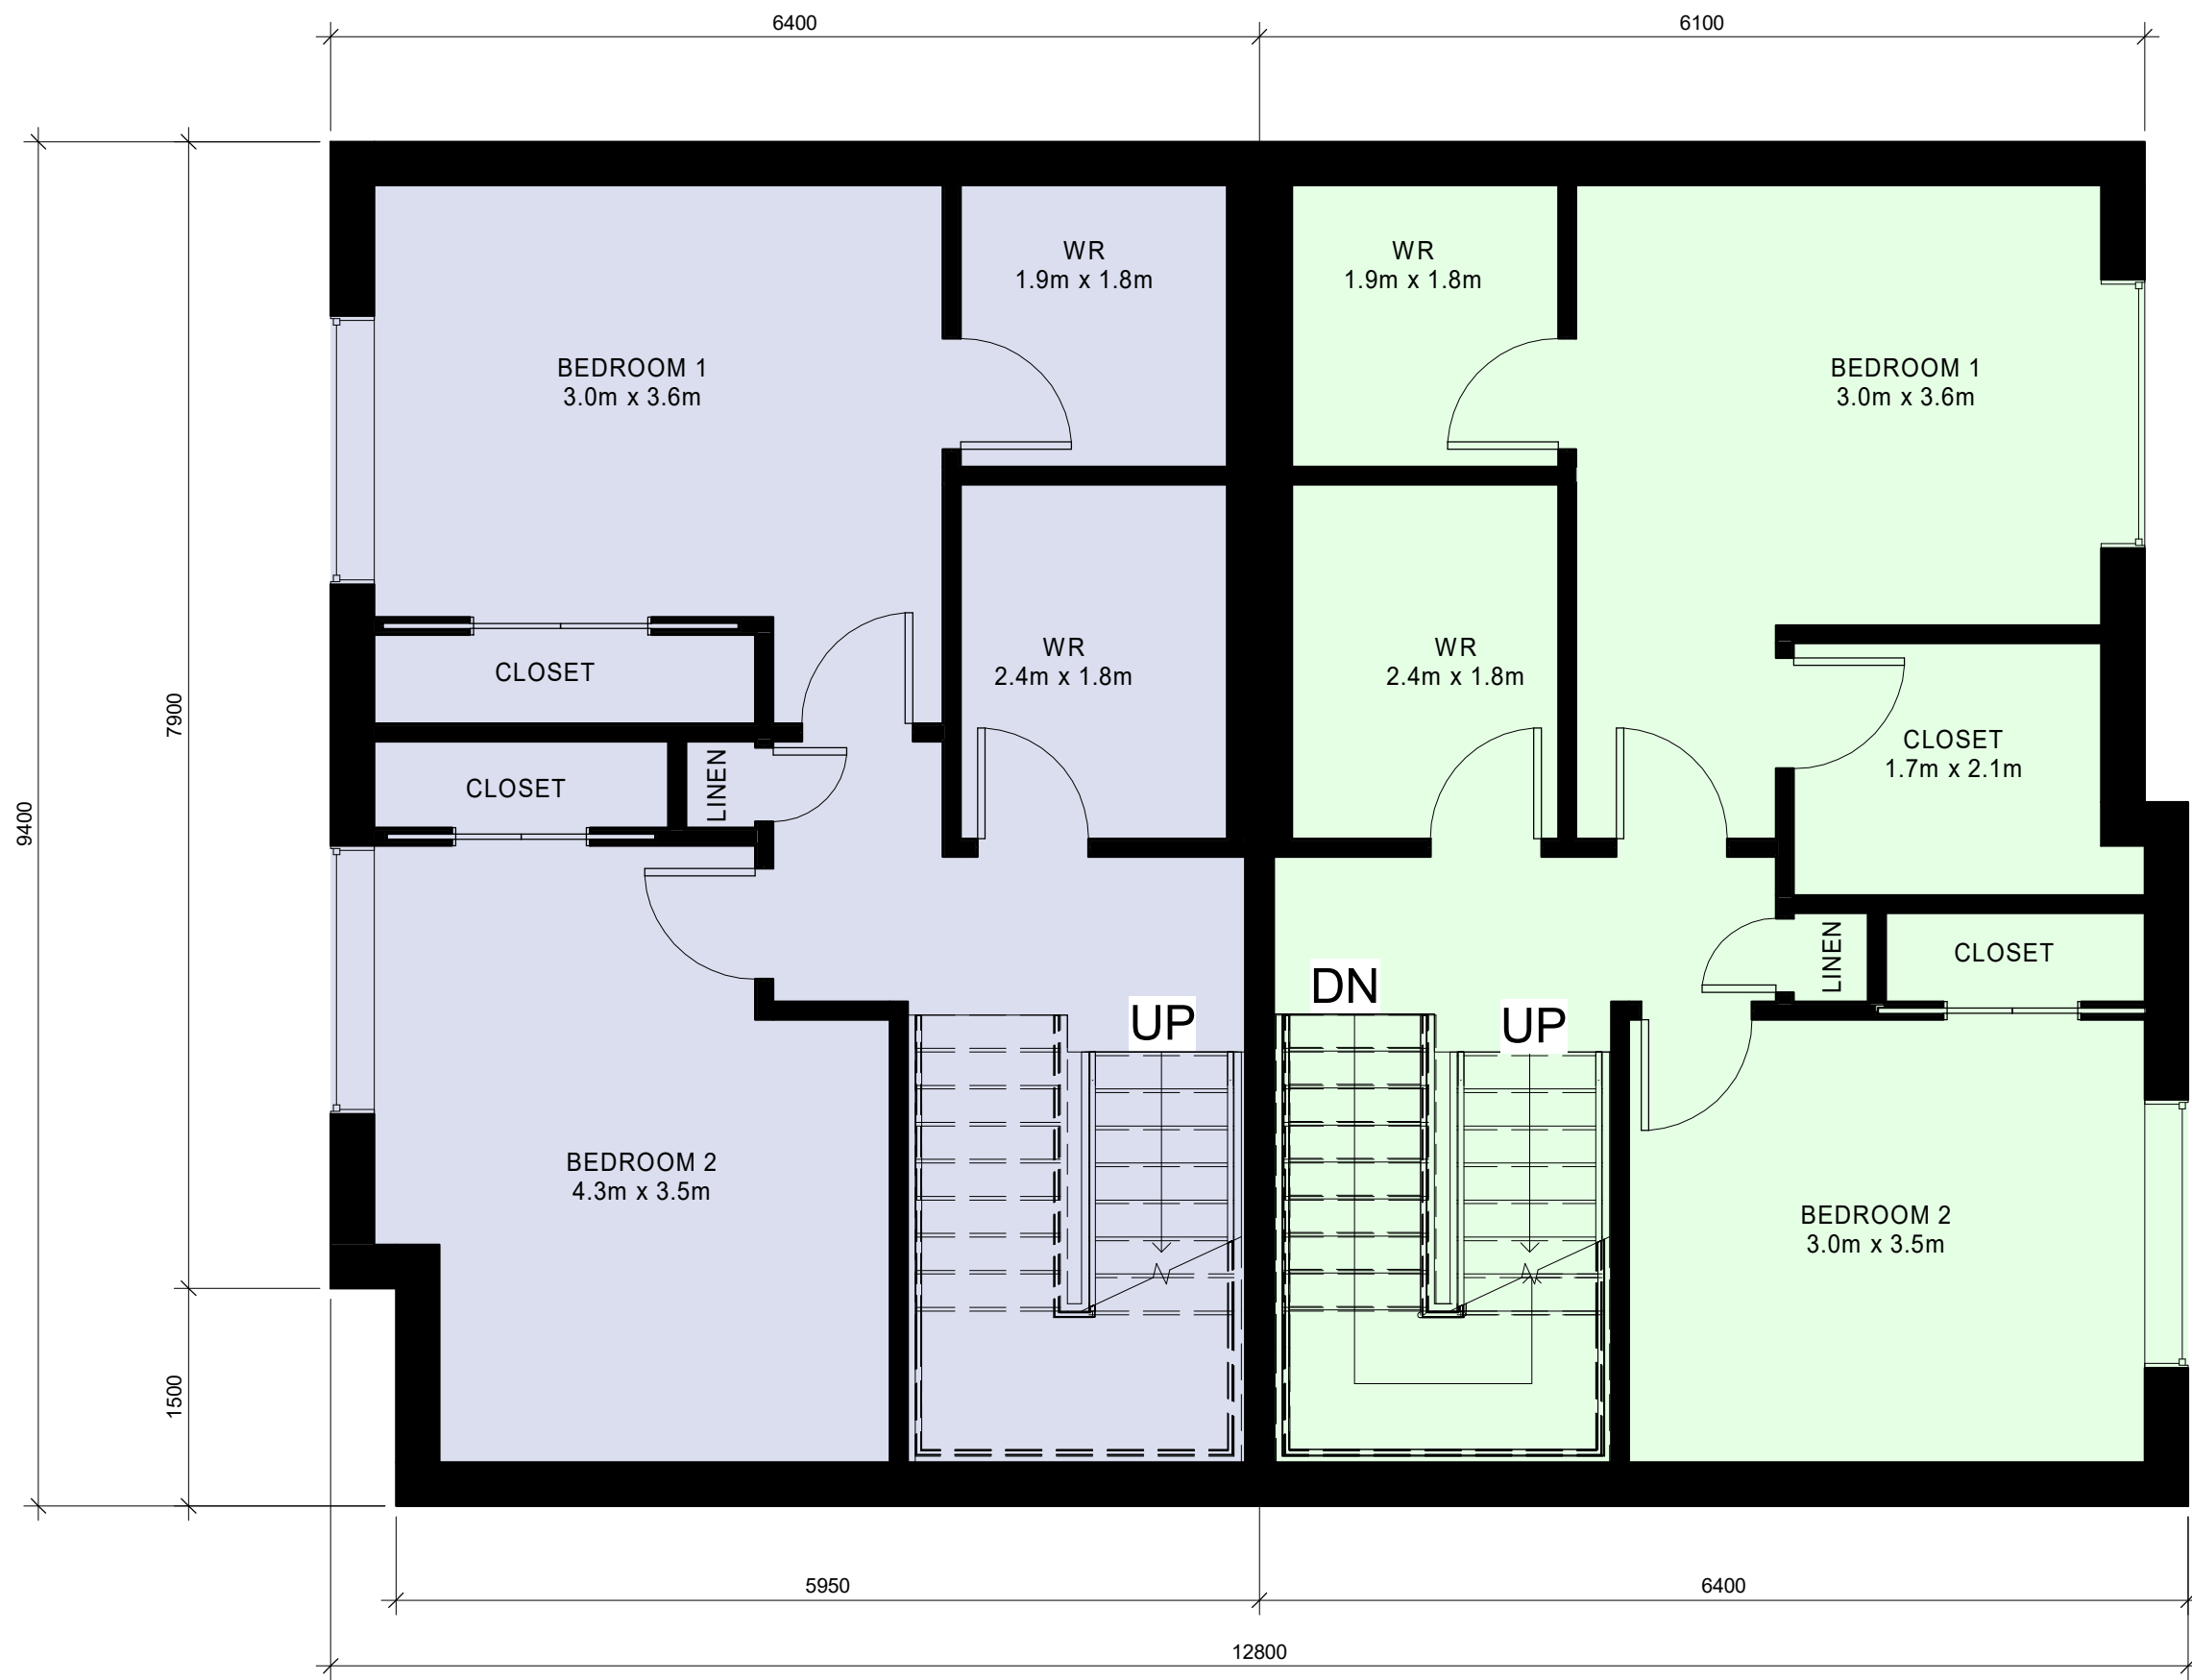 6400
6100
WR
1.9m x 1.8m
WR
1.9m x 1.8m
BEDROOM 1
3.0m x 3.6m
BEDROOM 1
3.0m x 3.6m
WR
2.4m x 1.8m
WR
2.4m x 1.8m
CLOSET
7900
CLOSET
1.7m x 2.1m
CLOSET
LINEN
9400
LINEN
CLOSET
DN
UP
UP
BEDROOM 2
4.3m x 3.5m
BEDROOM 2
3.0m x 3.5m
1500
5950
6400
12800